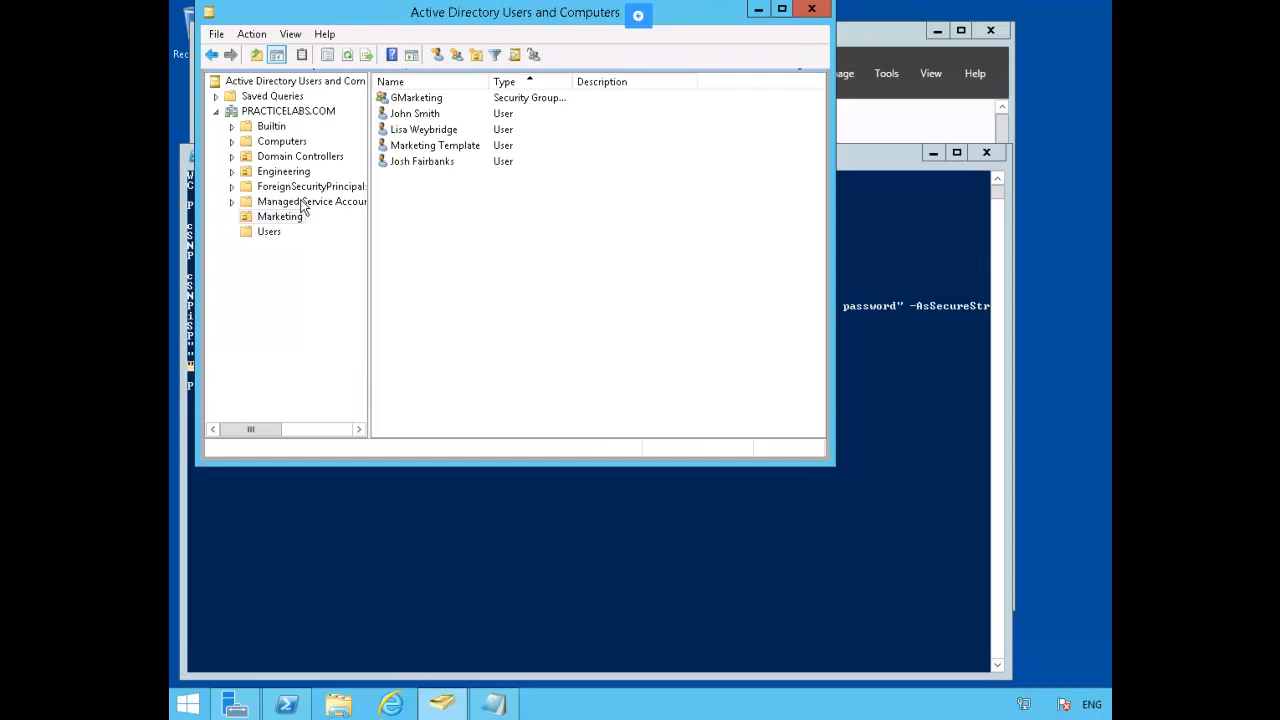 Active Directory Users and Computers
File Action View Help
Tools View Help
Active Directory Users and Com
Saved Queries
PRACTICELABS.COM
Builtin
Computers
Domain Controllers
Engineering
ForeignSecurityPrincipal:
Managed Service Accour
Marketing
Users
Name Type Description
GMarketing Security Group...
John Smith User
Lisa Weybridge User
Marketing Template User
Josh Fairbanks User
password" -AsSecureStr
Rec
W
C
P
c
S
N
P
c
S
N
P
i
S
P
"
"
P
ENG